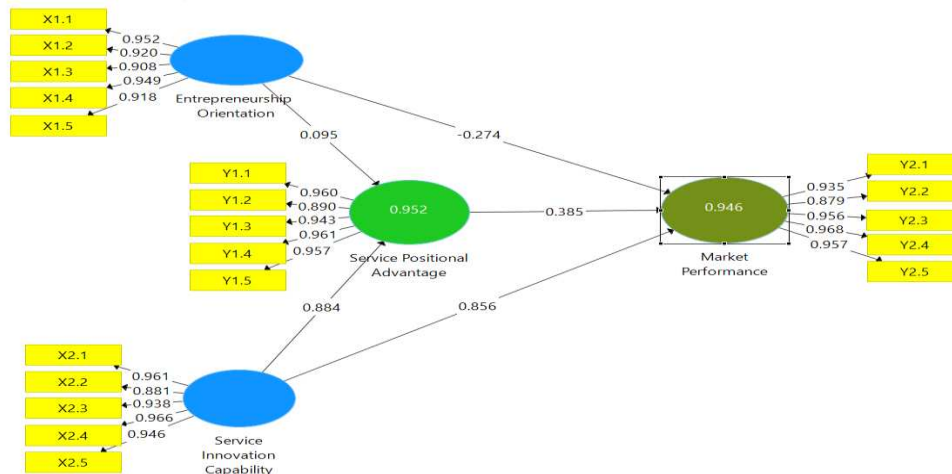 X1.1
X1.2
X1.3
X1.4
X1.5
0.952
0.920
0.908
0.949
0.918
Entrepreneurship
Orientation
0.095
-0.274
Y1.1
Y1.2
Y1.3
Y1.4
Y1.5
0.960
0.890
0.943
0.961
0.957
0.952
Service Positional
Advantage
0.385
0.946
Market
Performance
0.935
0.879
0.956
0.968
0.957
Y2.1
Y2.2
Y2.3
Y2.4
Y2.5
0.884
0.856
X2.1
X2.2
X2.3
X2.4
X2.5
0.961
0.881
0.938
0.966
0.946
Service
Innovation
Capability